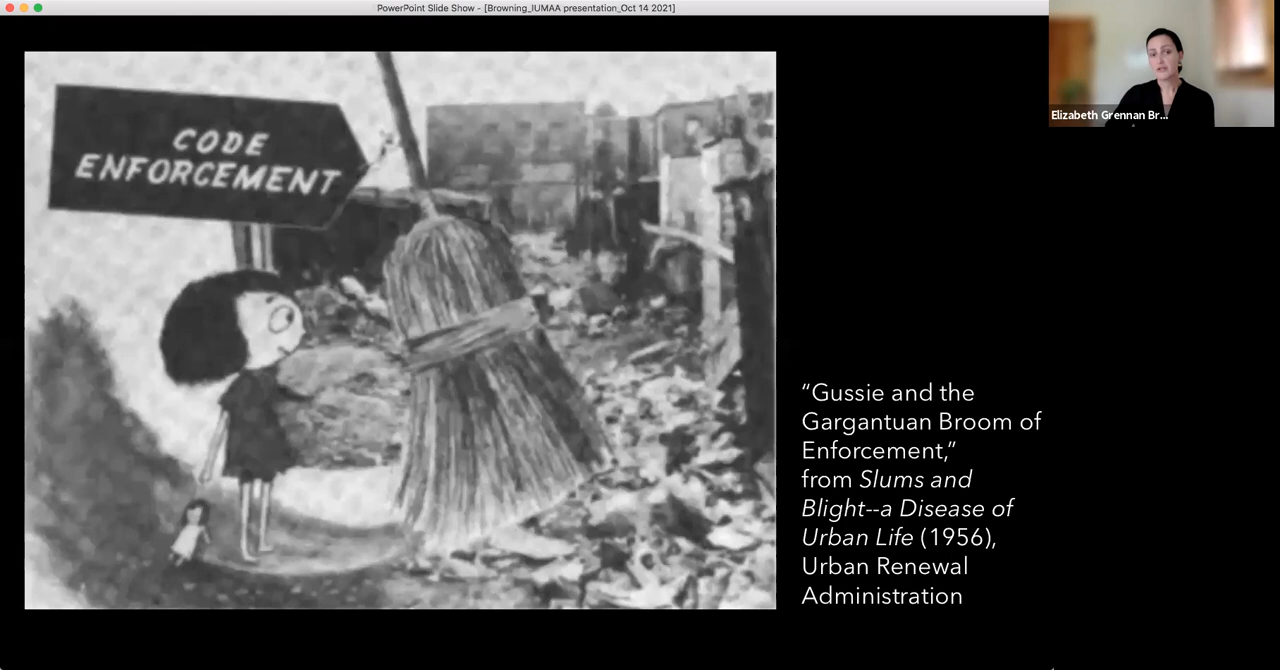 PowerPoint Slide Show - [Browning_IUMAA presentation_Oct 14 2021]
CODE
ENFORCEMENT
Elizabeth Grennan Br...
“Gussie and the
Gargantuan Broom of
Enforcement,”
from Slums and
Blight--a Disease of
Urban Life (1956),
Urban Renewal
Administration